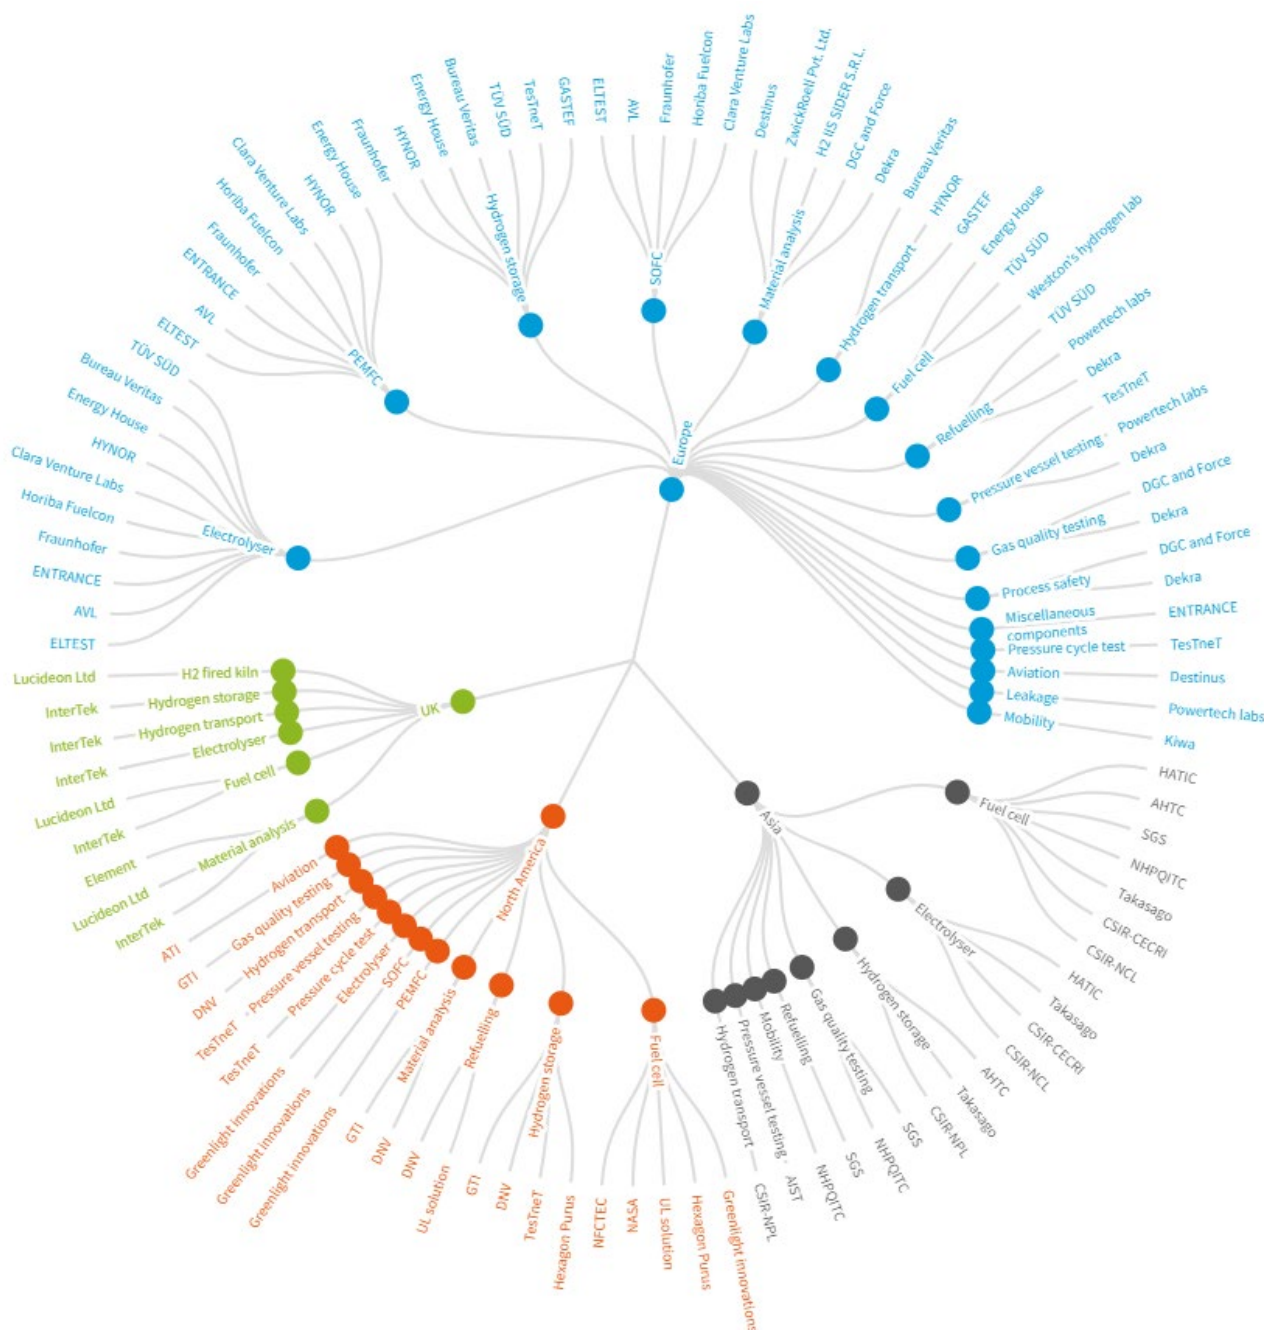 Europe
Electrolyser
ELTEST
AVL
ENTRANCE
Fraunhofer
Horiba Fuelcon
Clara Venture Labs
HYNOR
Energy House
Bureau Veritas
TÜV SÜD
PEMFC
ELTEST
AVL
ENTRANCE
Fraunhofer
Horiba Fuelcon
Clara Venture Labs
HYNOR
Energy House
Hydrogen storage
Fraunhofer
HYNOR
Energy House
Bureau Veritas
TÜV SÜD
TesTneT
GASTEF
SOFC
ELTEST
AVL
Fraunhofer
Horiba Fuelcon
Clara Venture Labs
Material analysis
Destinus
ZwickRoell Pvt. Ltd.
H2 IIS SIDER S.R.L.
DGC and Force
Dekra
Hydrogen transport
Bureau Veritas
HYNOR
GASTEF
Fuel cell
Energy House
TÜV SÜD
Westcon's hydrogen lab
Refuelling
TÜV SÜD
Powertech labs
Dekra
Pressure vessel testing
TesTneT
Powertech labs
Dekra
Gas quality testing
DGC and Force
Dekra
Process safety
DGC and Force
Dekra
Miscellaneous
components
ENTRANCE
Pressure cycle test
TesTneT
Aviation
Destinus
Leakage
Powertech labs
Mobility
Kiwa
Asia
Fuel cell
HATIC
AHTC
SGS
NHPQITC
Takasago
CSIR-CECRI
CSIR-NCL
Electrolyser
HATIC
Takasago
CSIR-CECRI
CSIR-NCL
Hydrogen storage
AHTC
Takasago
CSIR-NPL
Gas quality testing
SGS
NHPQITC
Refuelling
SGS
Mobility
NHPQITC
Pressure vessel testing
AIST
Hydrogen transport
CSIR-NPL
North America
Fuel cell
Greenlight innovations
Hexagon Purus
UL solution
NASA
NFCTEC
Hydrogen storage
Hexagon Purus
TesTneT
DNV
GTI
Refuelling
UL solution
DNV
Material analysis
DNV
GTI
PEMFC
Greenlight innovations
SOFC
Greenlight innovations
Electrolyser
Greenlight innovations
Pressure cycle test
TesTneT
Pressure vessel testing
TesTneT
Hydrogen transport
DNV
Gas quality testing
GTI
Aviation
ATI
UK
Material analysis
InterTek
Lucideon Ltd
Element
Fuel cell
InterTek
Lucideon Ltd
Electrolyser
InterTek
Hydrogen transport
InterTek
Hydrogen storage
InterTek
H2 fired kiln
Lucideon Ltd